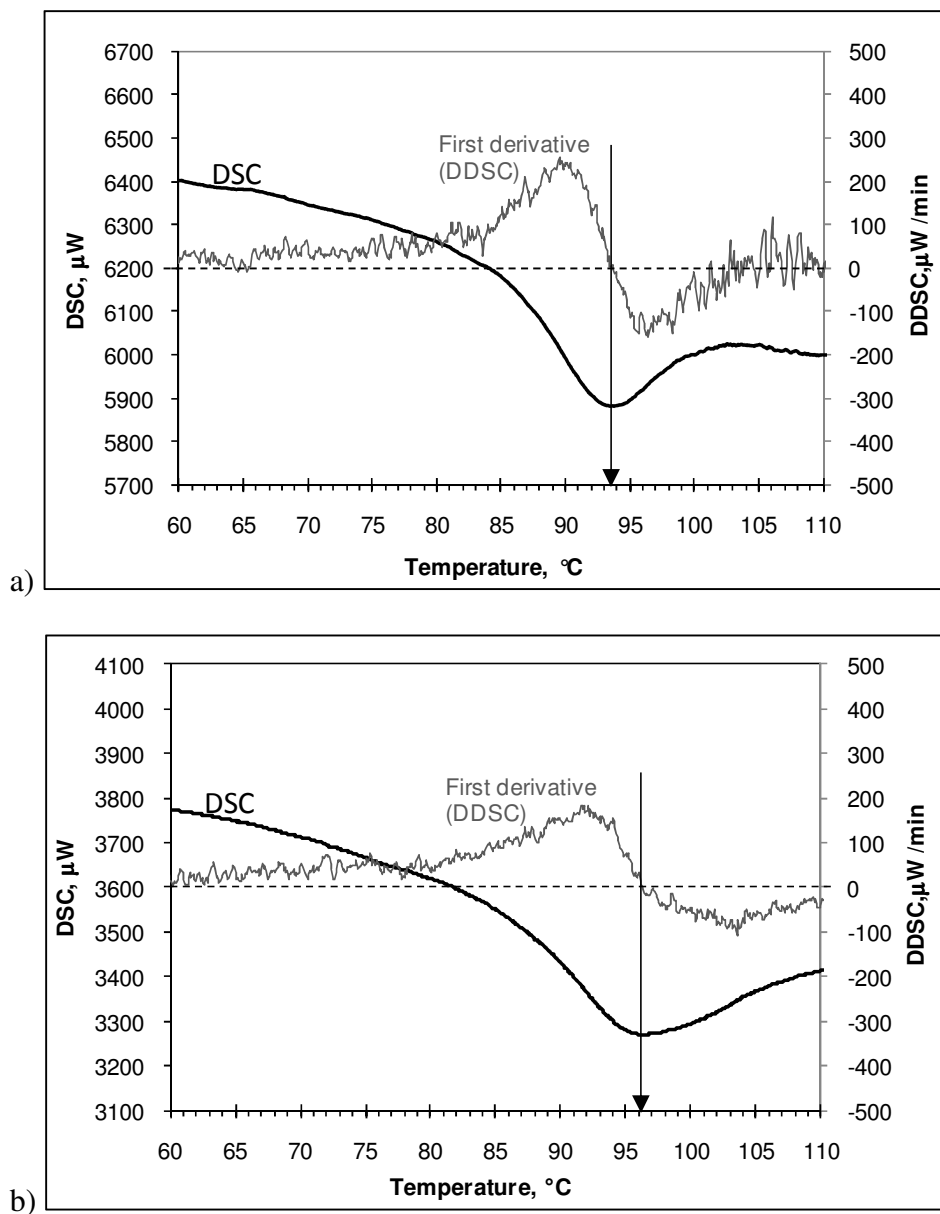 6700
6600
6500
6400
6300
6200
6100
6000
5900
5800
5700
DSC, µW
DSC
First derivative
(DDSC)
500
400
300
200
100
0
-100
-200
-300
-400
-500
DDSC,µW /min
60 65 70 75 80 85 90 95 100 105 110
Temperature, °C
a)
4100
4000
3900
3800
3700
3600
3500
3400
3300
3200
3100
DSC, µW
DSC
First derivative
(DDSC)
500
400
300
200
100
0
-100
-200
-300
-400
-500
DDSC,µW /min
60 65 70 75 80 85 90 95 100 105 110
Temperature, °C
b)